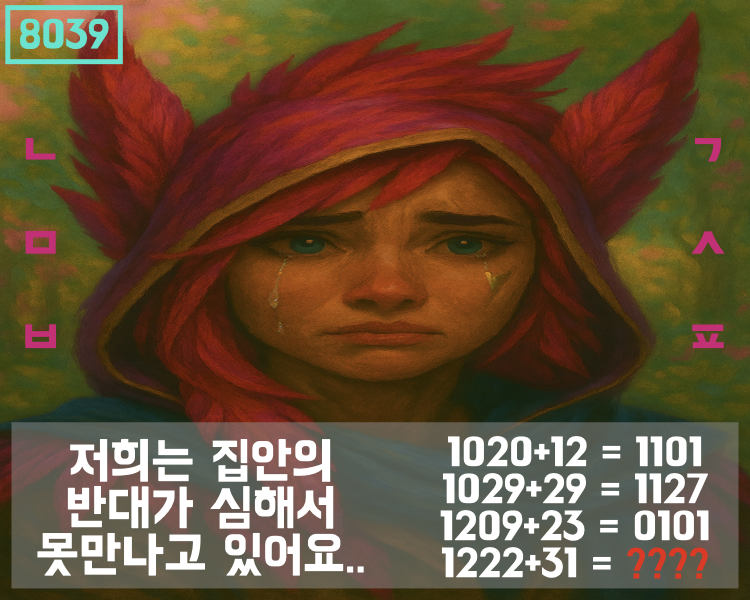 8039
ㄴ ㄱ
ㅁ ㅅ
ㅂ ㅍ
저희는 집안의
반대가 심해서
못만나고 있어요..
1020+12 = 1101
1029+29 = 1127
1209+23 = 0101
1222+31 = ????